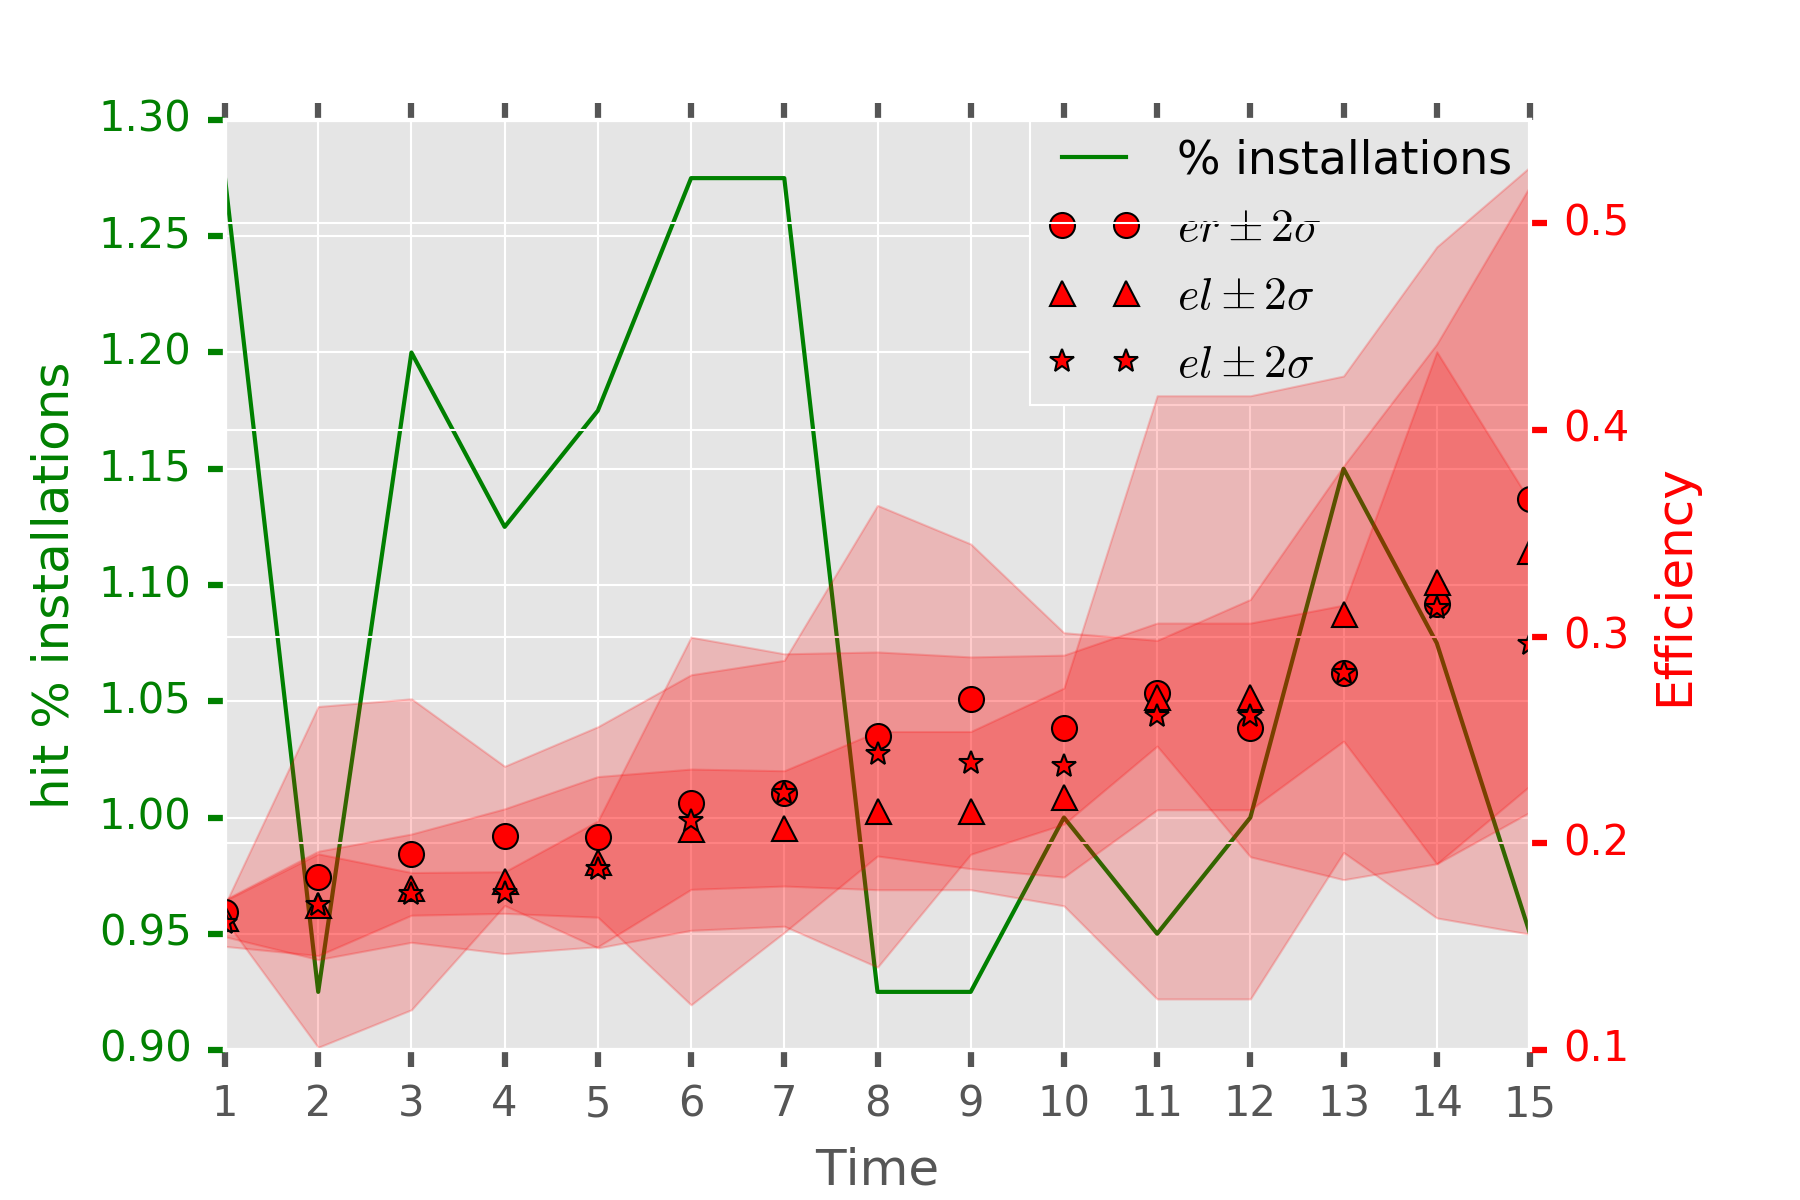 1.30
1.25
1.20
1.15
1.10
1.05
1.00
0.95
0.90
hit % installations
% installations
er ± 2σ
el ± 2σ
el ± 2σ
0.5
0.4
0.3
0.2
0.1
Efficiency
1 2 3 4 5 6 7 8 9 10 11 12 13 14 15
Time